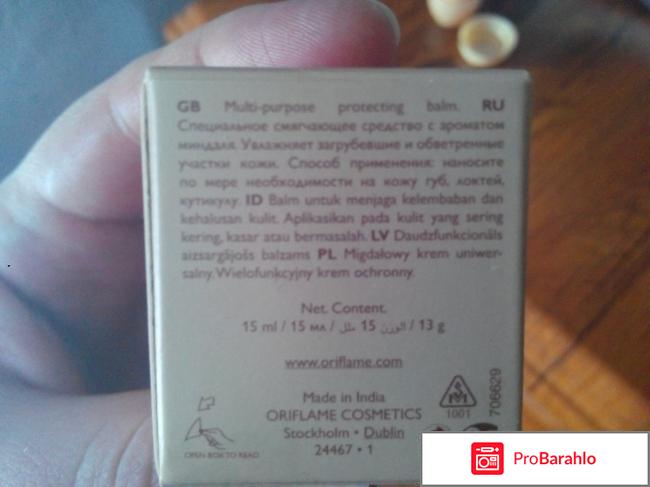 GB Multi-purpose protecting balm. RU
Специальное смягчающее средство с ароматом
миндаля. Увлажняет загрубевшие и обветренные
участки кожи. Способ применения: наносите
по мере необходимости на кожу губ, локтей,
кутикулу. ID Balm untuk menjaga kelembaban dan
kehalusan kulit. Aplikasikan pada kulit yang sering
kering, kasar atau bermasalah. LV Daudzfunkcionāls
aizsargājošs balzams PL Migdałowy krem uniwer-
salny. Wielofunkcyjny krem ochronny.
Net. Content.
15 ml / 15 мл / الوزن 15 ملل / 13 g
www.oriflame.com
Made in India
ORIFLAME COSMETICS
Stockholm • Dublin
24467 • 1
OPEN BOX TO READ
1001
706629
ProBarahlo